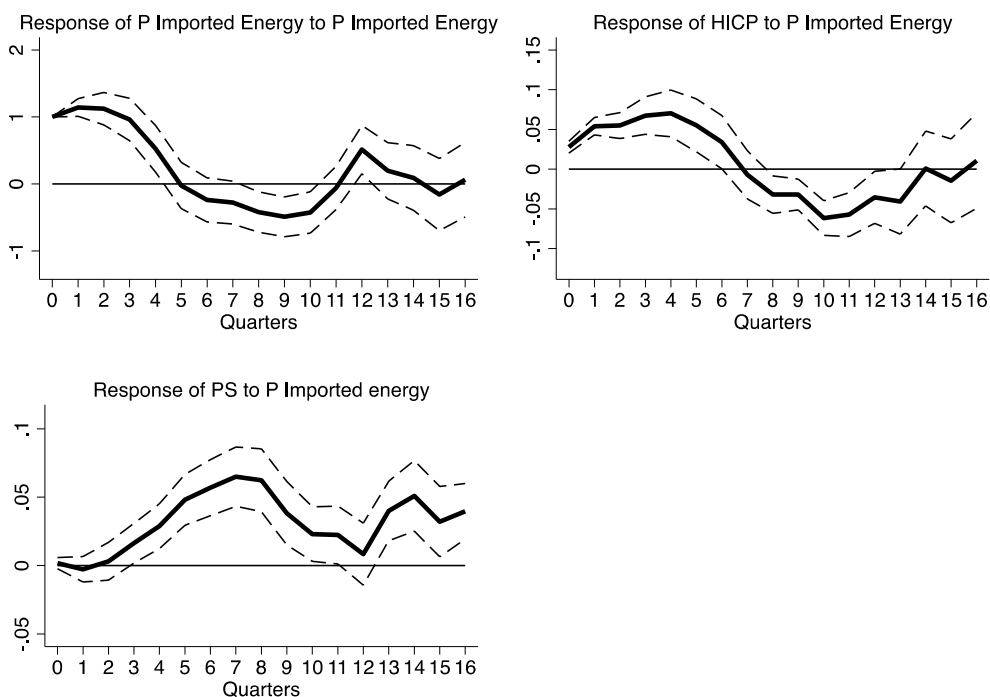 Response of P Imported Energy to P Imported Energy
2
1
0
-1
0 1 2 3 4 5 6 7 8 9 10 11 12 13 14 15 16
Quarters
Response of HICP to P Imported Energy
.15
.1
.05
0
-.05
-.1
0 1 2 3 4 5 6 7 8 9 10 11 12 13 14 15 16
Quarters
Response of PS to P Imported energy
.1
.05
0
-.05
0 1 2 3 4 5 6 7 8 9 10 11 12 13 14 15 16
Quarters